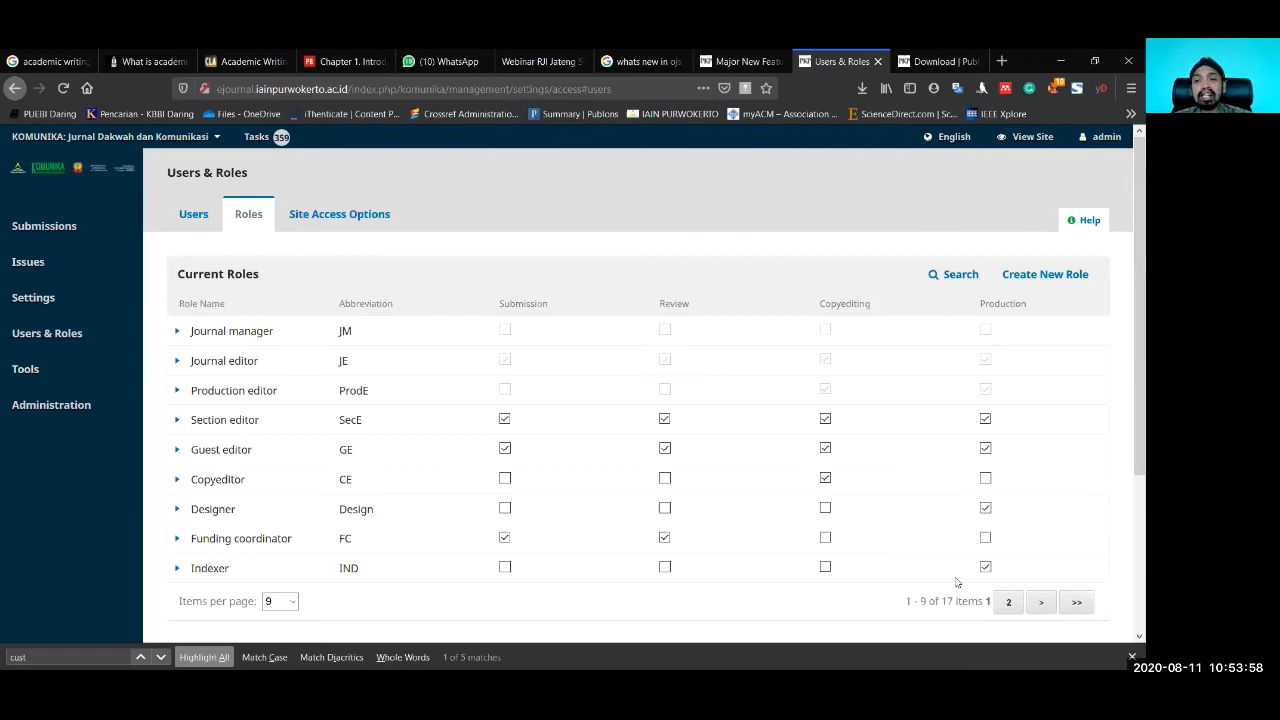 academic writing
What is academi
Academic Writing
Chapter 1. Introd
(10) WhatsApp
Webinar RJI Jateng S
whats new in ojs
Major New Featu
Users & Roles
Download | Publ
ejournal.iainpurwokerto.ac.id/index.php/komunika/management/settings/access#users
PUEBI Daring
Pencarian - KBBI Daring
Files - OneDrive
iThenticate | Content P...
Crossref Administratio...
Summary | Publons
IAIN PURWOKERTO
myACM – Association ...
ScienceDirect.com | Sc...
IEEE Xplore
KOMUNIKA: Jurnal Dakwah dan Komunikasi
Tasks 359
English
View Site
admin
KOMUNIKA
Submissions
Issues
Settings
Users & Roles
Tools
Administration
Users & Roles
Users
Roles
Site Access Options
Help
Current Roles
Search
Create New Role
Role Name Abbreviation Submission Review Copyediting Production
Journal manager JM
Journal editor JE
Production editor ProdE
Section editor SecE
Guest editor GE
Copyeditor CE
Designer Design
Funding coordinator FC
Indexer IND
Items per page: 9
1 - 9 of 17 items 1 2 > >>
cust
Highlight All
Match Case
Match Diacritics
Whole Words
1 of 5 matches
2020-08-11 10:53:58